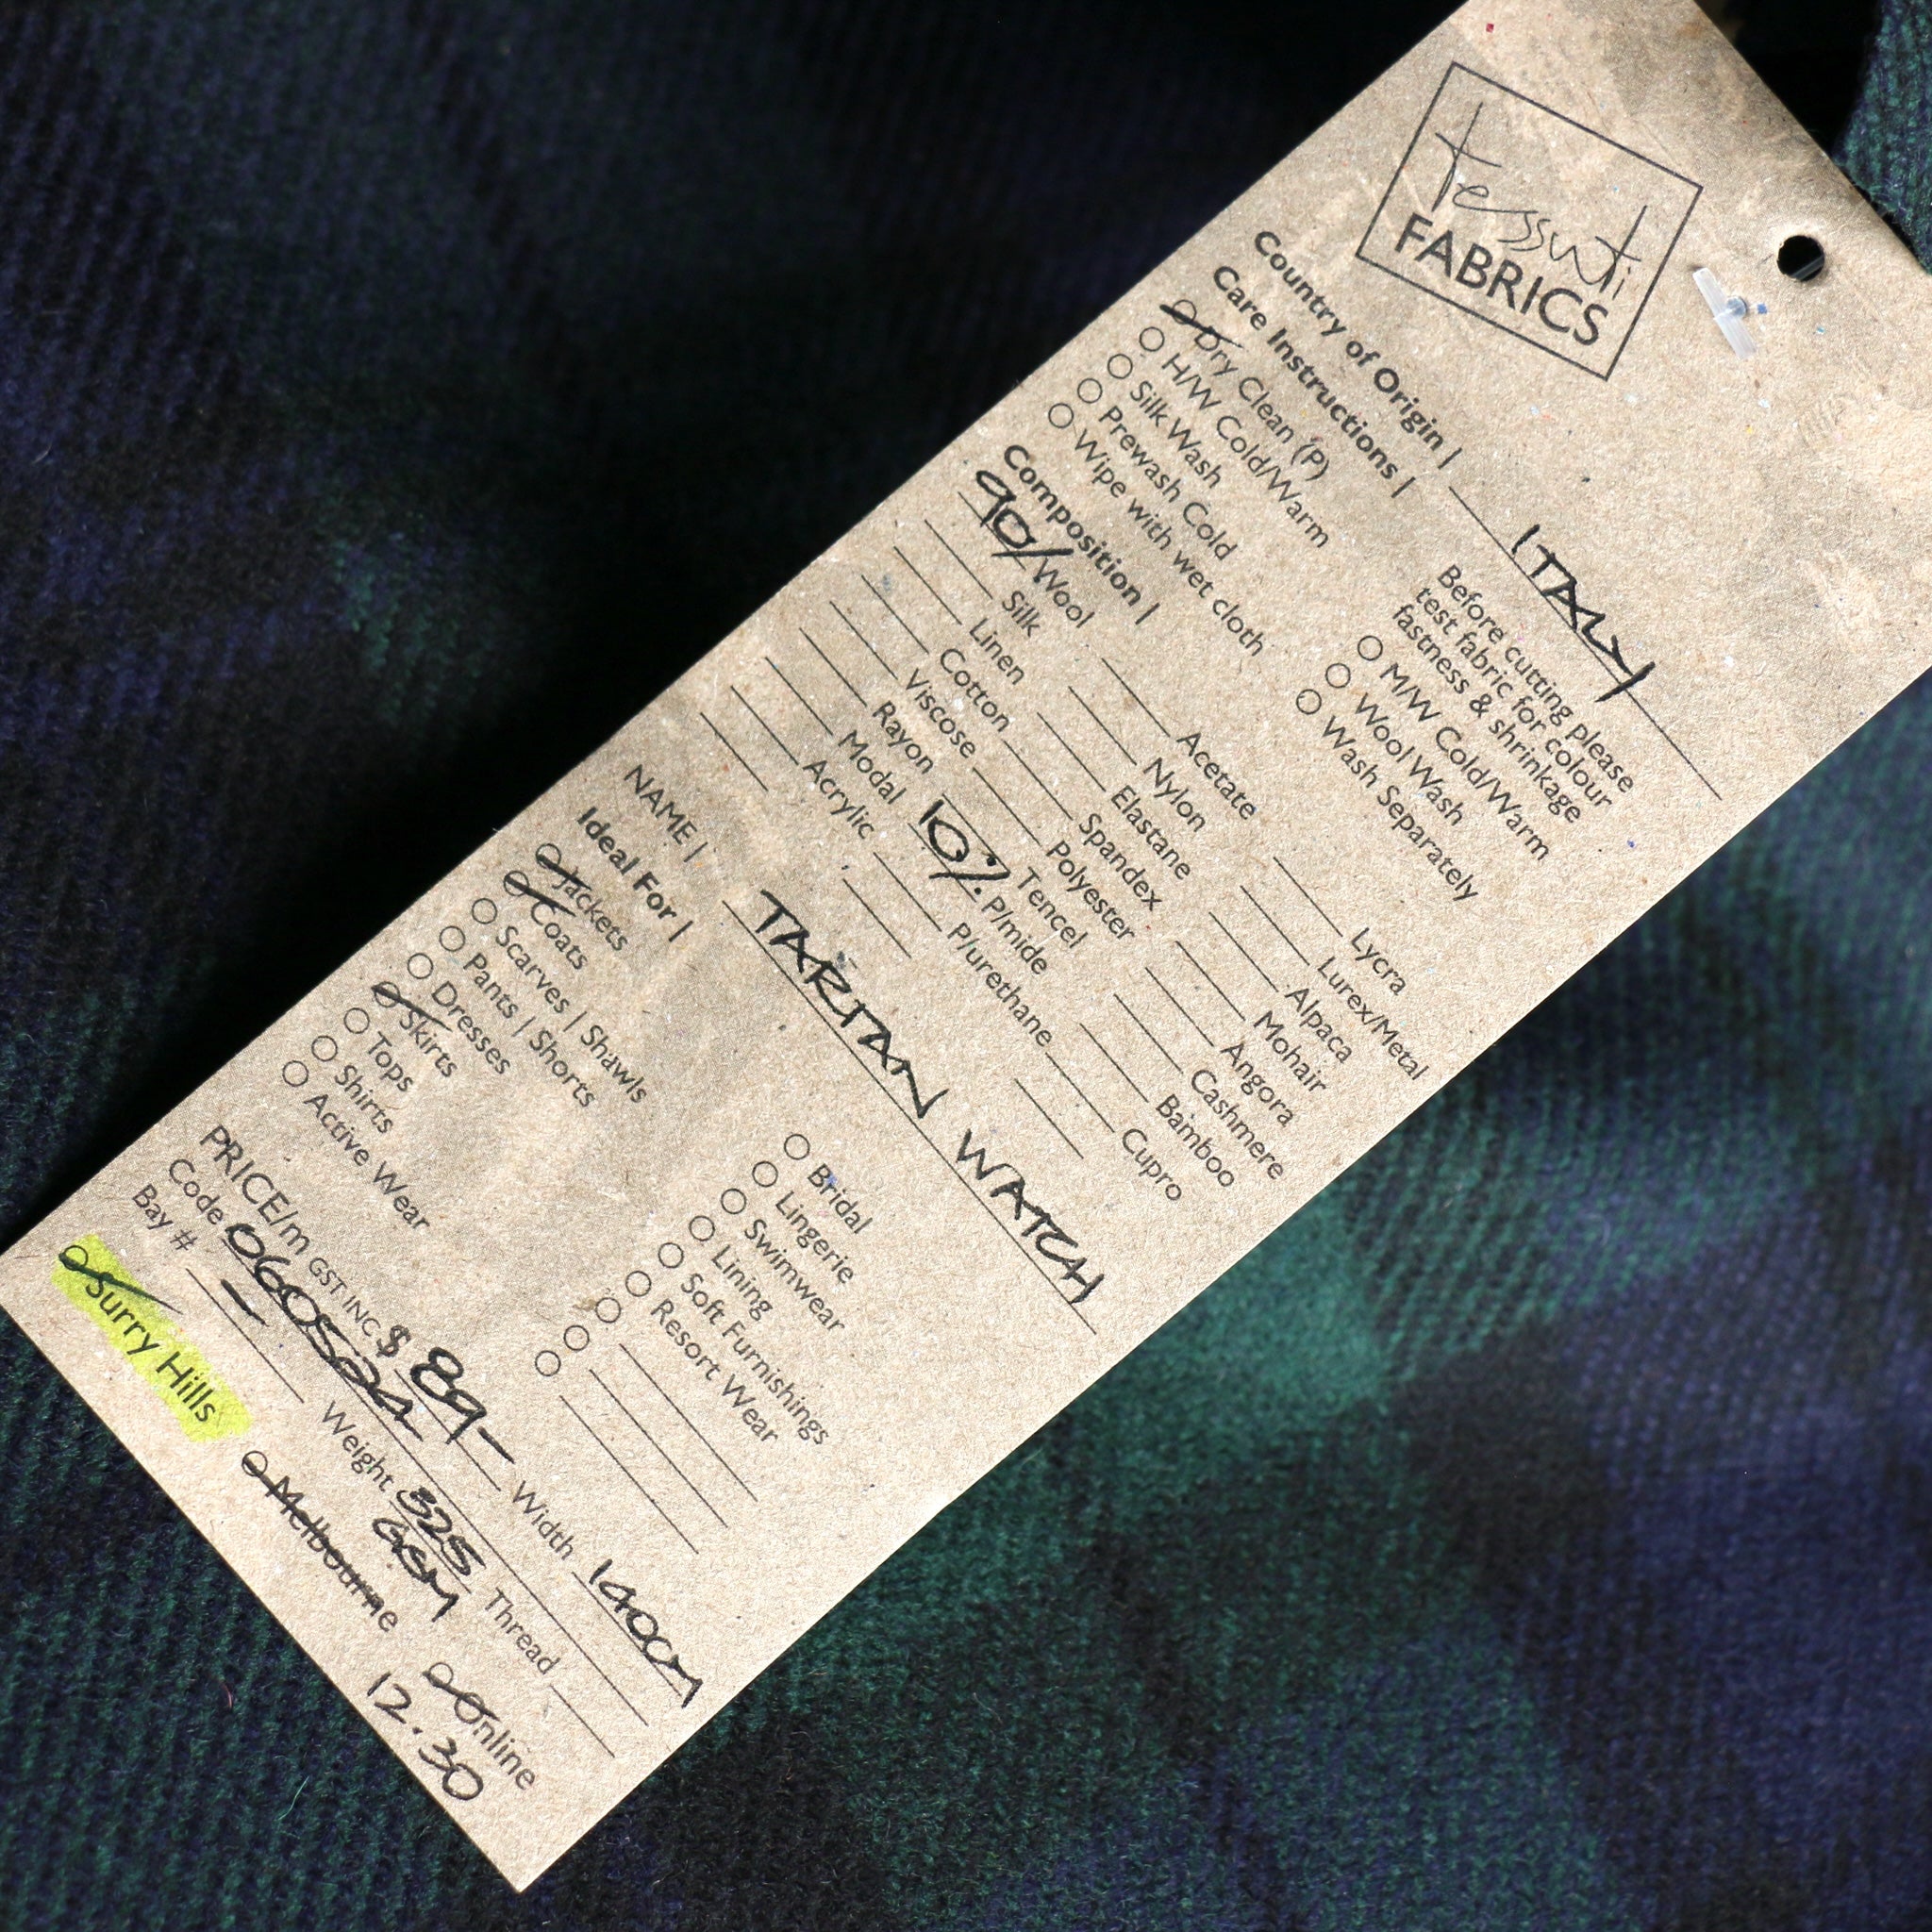 tessuti
FABRICS
Country of Origin | ITALY
Care Instructions |
Before cutting please
test fabric for colour
fastness & shrinkage
Dry Clean (P)
H/W Cold/Warm
Silk Wash
Prewash Cold
Wipe with wet cloth
M/W Cold/Warm
Wool Wash
Wash Separately
Composition |
90/ Wool
Silk
Linen
Cotton
Viscose
Rayon
Modal
Acrylic
Acetate
Nylon
Elastane
Spandex
Polyester
Tencel
10% P/mide
P/urethane
Lycra
Lurex/Metal
Alpaca
Mohair
Angora
Cashmere
Bamboo
Cupro
NAME | TARTAN WATCH
Ideal For |
Jackets
Coats
Scarves | Shawls
Pants | Shorts
Dresses
Skirts
Tops
Shirts
Active Wear
Bridal
Lingerie
Swimwear
Lining
Soft Furnishings
Resort Wear
PRICE/m GST INC $ 89- Width 140CM
Code Weight 325 GSM Thread
Bay # -
Surry Hills Melbourne Online
12.30